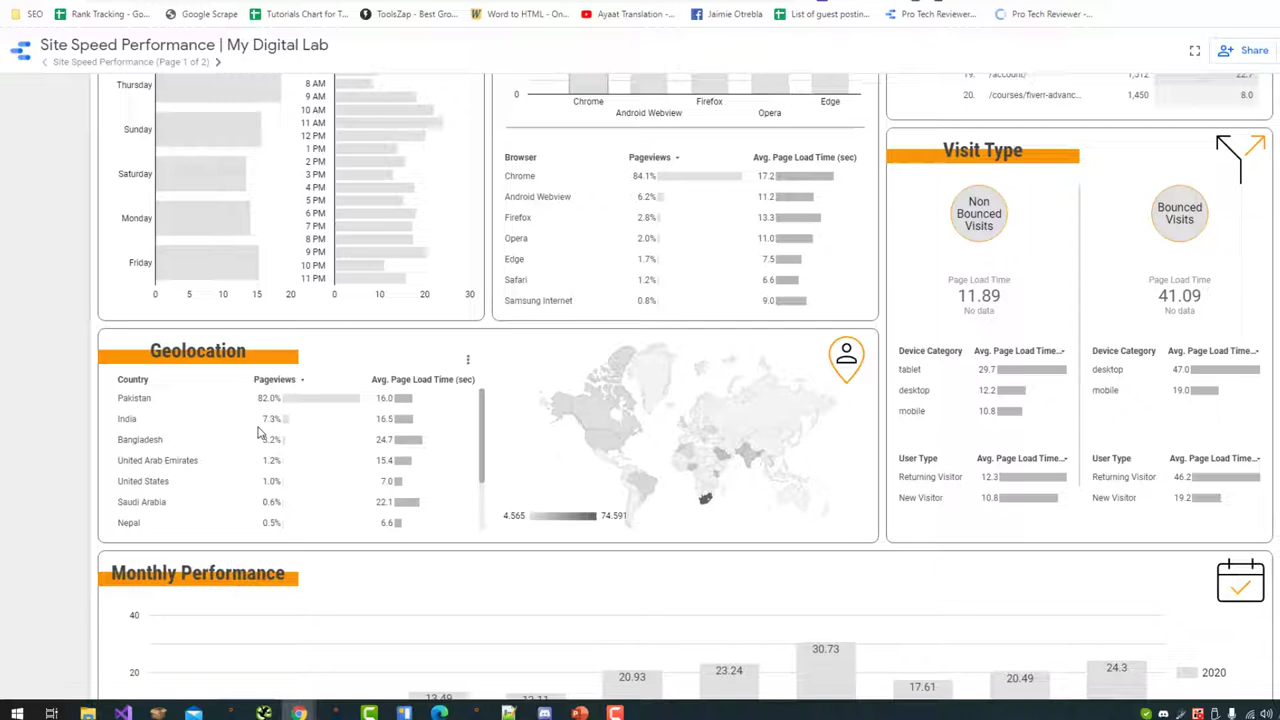 SEO
Rank Tracking - Go...
Google Scrape
Tutorials Chart for T...
ToolsZap - Best Gro...
Word to HTML - On...
Ayaat Translation -...
Jaimie Otrebla
List of guest postin...
Pro Tech Reviewer...
Pro Tech Reviewer -...
Site Speed Performance | My Digital Lab
Site Speed Performance (Page 1 of 2)
Share
Thursday
Sunday
Saturday
Monday
Friday
0 5 10 15 20
8 AM
9 AM
10 AM
11 AM
12 PM
1 PM
2 PM
3 PM
4 PM
5 PM
6 PM
7 PM
8 PM
9 PM
10 PM
11 PM
0 10 20 30
0
Chrome Firefox Edge
Android Webview Opera
Browser Pageviews Avg. Page Load Time (sec)
Chrome 84.1% 17.2
Android Webview 6.2% 11.2
Firefox 2.8% 13.3
Opera 2.0% 11.0
Edge 1.7% 7.5
Safari 1.2% 6.6
Samsung Internet 0.8% 9.0
19. /account/ 1,512 22.7
20. /courses/fiverr-advanc... 1,450 8.0
Visit Type
Non
Bounced
Visits
Page Load Time
11.89
No data
Bounced
Visits
Page Load Time
41.09
No data
Device Category Avg. Page Load Time...
tablet 29.7
desktop 12.2
mobile 10.8
User Type Avg. Page Load Time...
Returning Visitor 12.3
New Visitor 10.8
Device Category Avg. Page Load Time...
desktop 47.0
mobile 19.0
User Type Avg. Page Load Time...
Returning Visitor 46.2
New Visitor 19.2
Geolocation
Country Pageviews Avg. Page Load Time (sec)
Pakistan 82.0% 16.0
India 7.3% 16.5
Bangladesh 24.7
United Arab Emirates 1.2% 15.4
United States 1.0% 7.0
Saudi Arabia 0.6% 22.1
Nepal 0.5% 6.6
4.565 74.591
Monthly Performance
40
20
13.49
20.93
23.24
30.73
17.61
20.49
24.3
2020